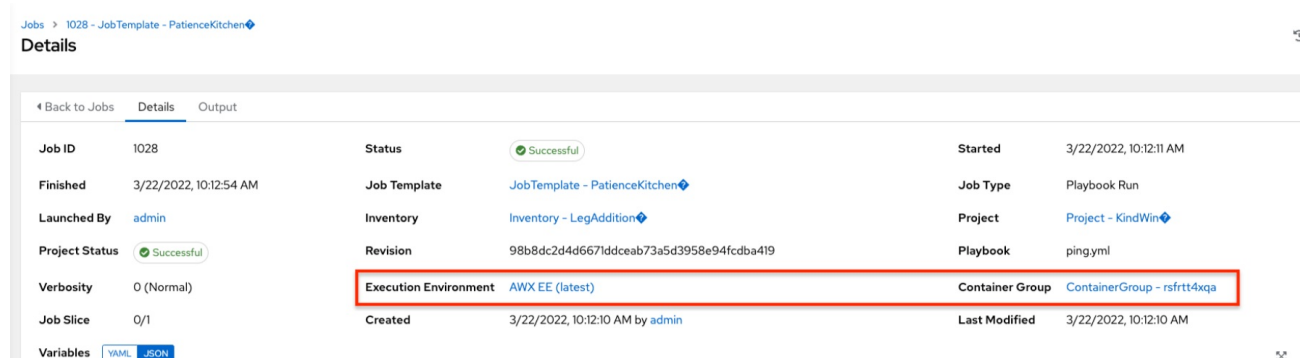 Jobs > 1028 - JobTemplate - PatienceKitchen�
Details
Back to Jobs Details Output
Job ID 1028 Status Successful Started 3/22/2022, 10:12:11 AM
Finished 3/22/2022, 10:12:54 AM Job Template JobTemplate - PatienceKitchen� Job Type Playbook Run
Launched By admin Inventory Inventory - LegAddition� Project Project - KindWin�
Project Status Successful Revision 98b8dc2d4d6671ddceab73a5d3958e94fcdba419 Playbook ping.yml
Verbosity 0 (Normal) Execution Environment AWX EE (latest) Container Group ContainerGroup - rsfrtt4xqa
Job Slice 0/1 Created 3/22/2022, 10:12:10 AM by admin Last Modified 3/22/2022, 10:12:10 AM
Variables YAML JSON